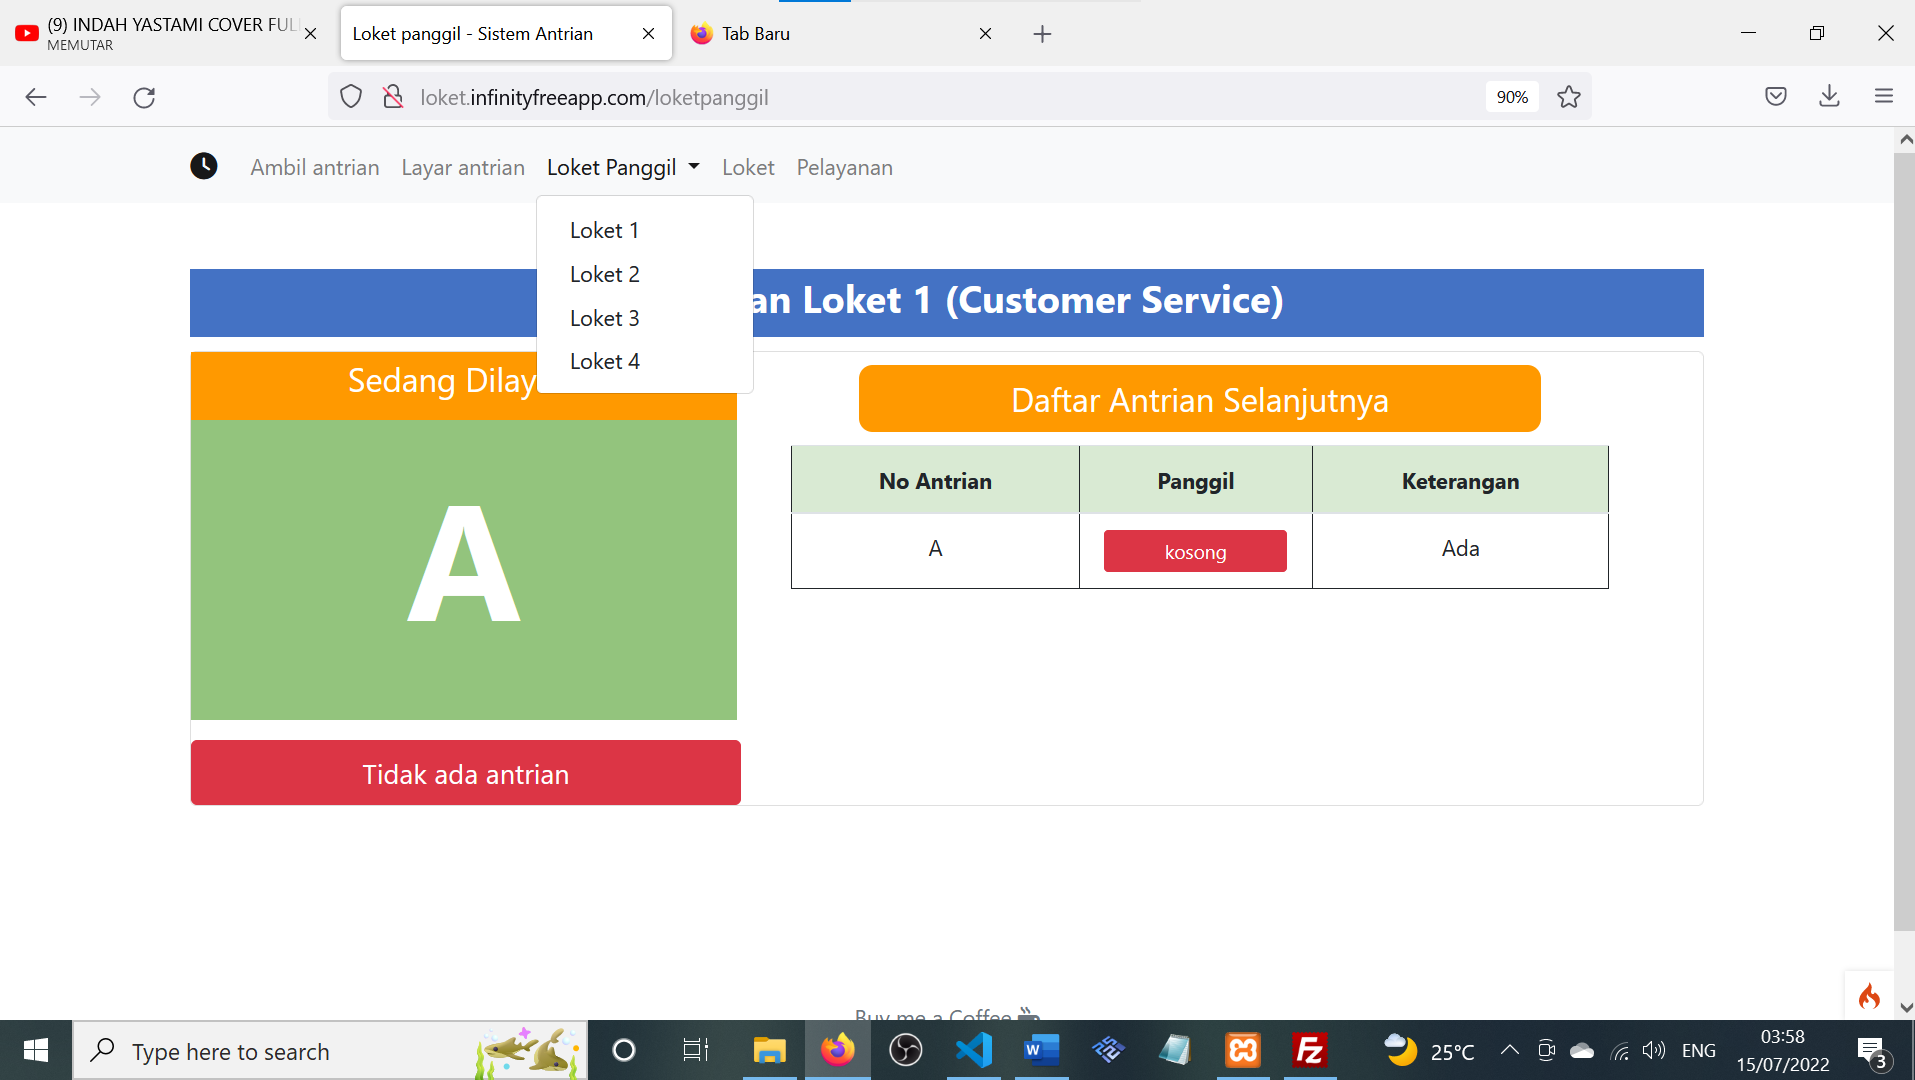 (9) INDAH YASTAMI COVER FULL
MEMUTAR
Loket panggil - Sistem Antrian
Tab Baru
loket.infinityfreeapp.com/loketpanggil
90%
Ambil antrian
Layar antrian
Loket Panggil
Loket
Pelayanan
Loket 1
Loket 2
Loket 3
Loket 4
an Loket 1 (Customer Service)
Sedang Dilay
A
Tidak ada antrian
Daftar Antrian Selanjutnya
No Antrian Panggil Keterangan
A kosong Ada
Buy me a Coffee
Type here to search
25°C
ENG
03:58
15/07/2022
3